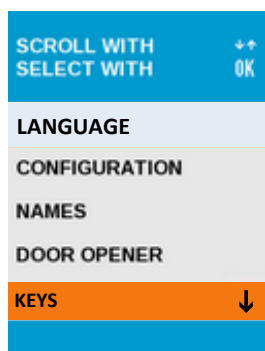 SCROLL WITH ↓↑
SELECT WITH OK
LANGUAGE
CONFIGURATION
NAMES
DOOR OPENER
KEYS ↓